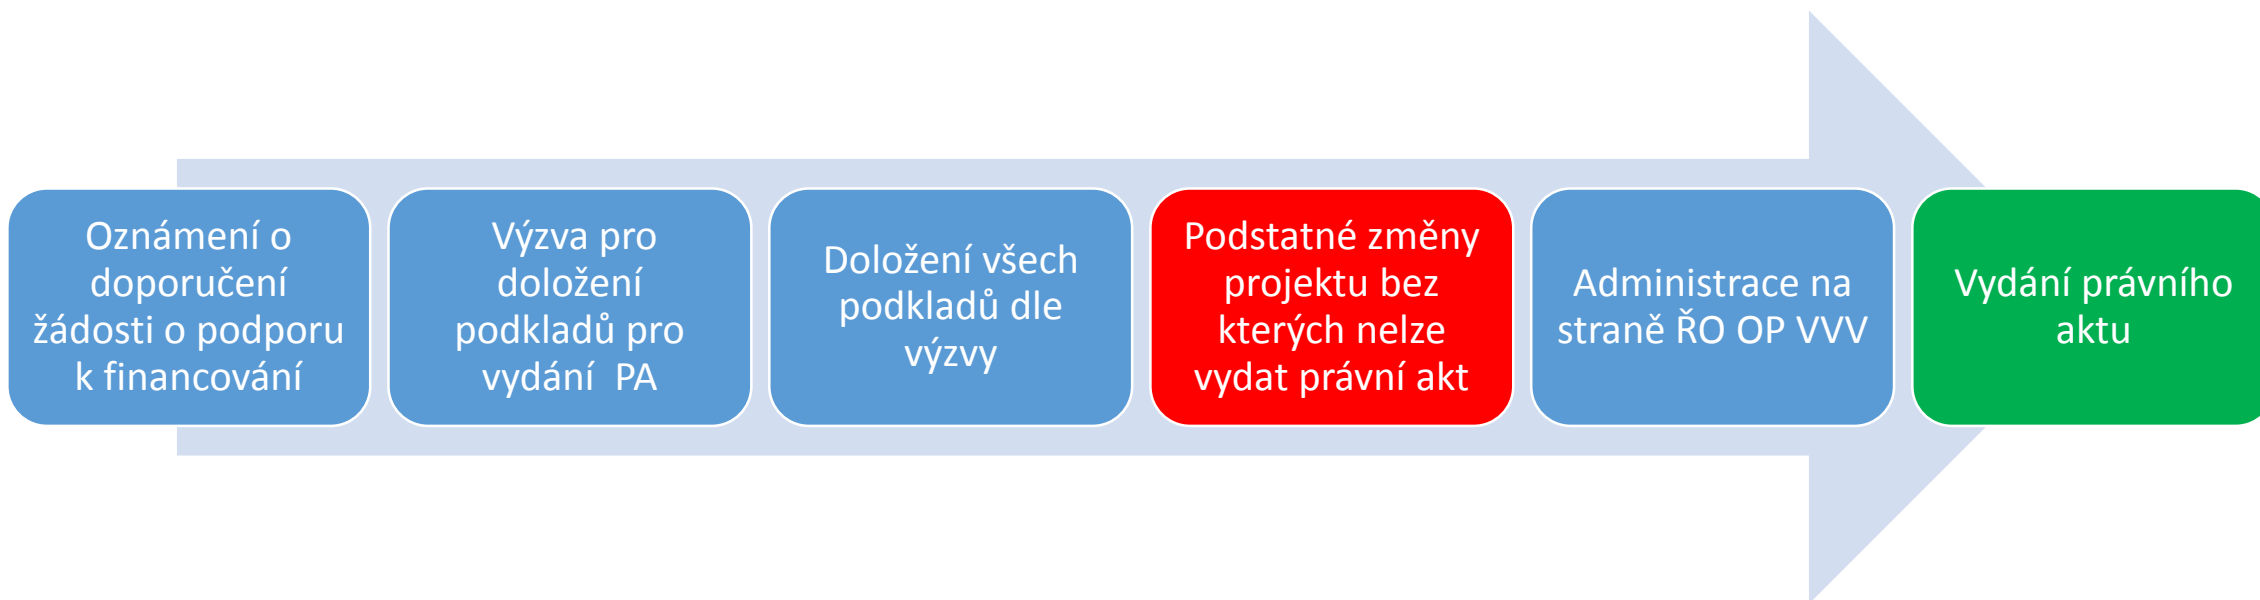 Oznámení o
doporučení
žádosti o podporu
k financování
Výzva pro
doložení
podkladů pro
vydání  PA
Doložení všech
podkladů dle
výzvy
Podstatné změny
projektu bez
kterých nelze
vydat právní akt
Administrace na
straně ŘO OP VVV
Vydání právního
aktu